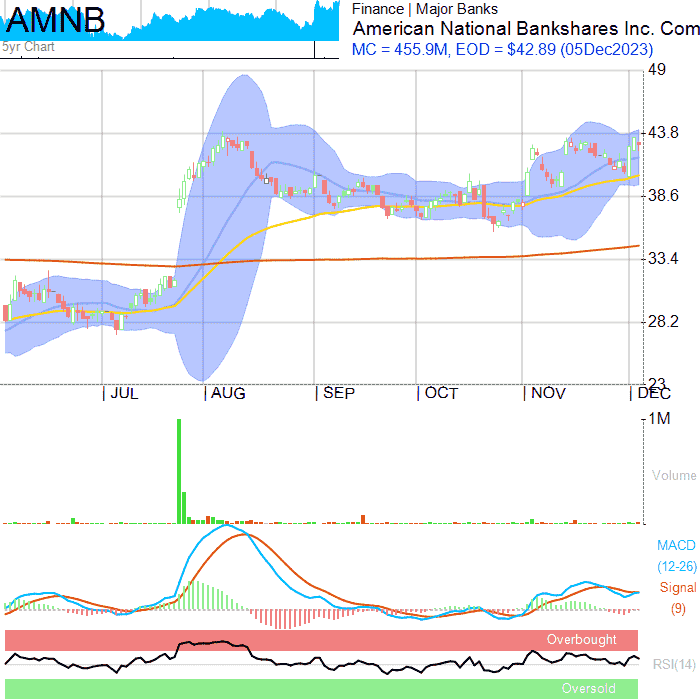 AMNB
5yr Chart
Finance | Major Banks
American National Bankshares Inc. Com
MC = 455.9M, EOD = $42.89 (05Dec2023)
49
43.8
38.6
33.4
28.2
23
JUL
AUG
SEP
OCT
NOV
DEC
1M
Volume
MACD
(12-26)
Signal
(9)
Overbought
RSI(14)
Oversold